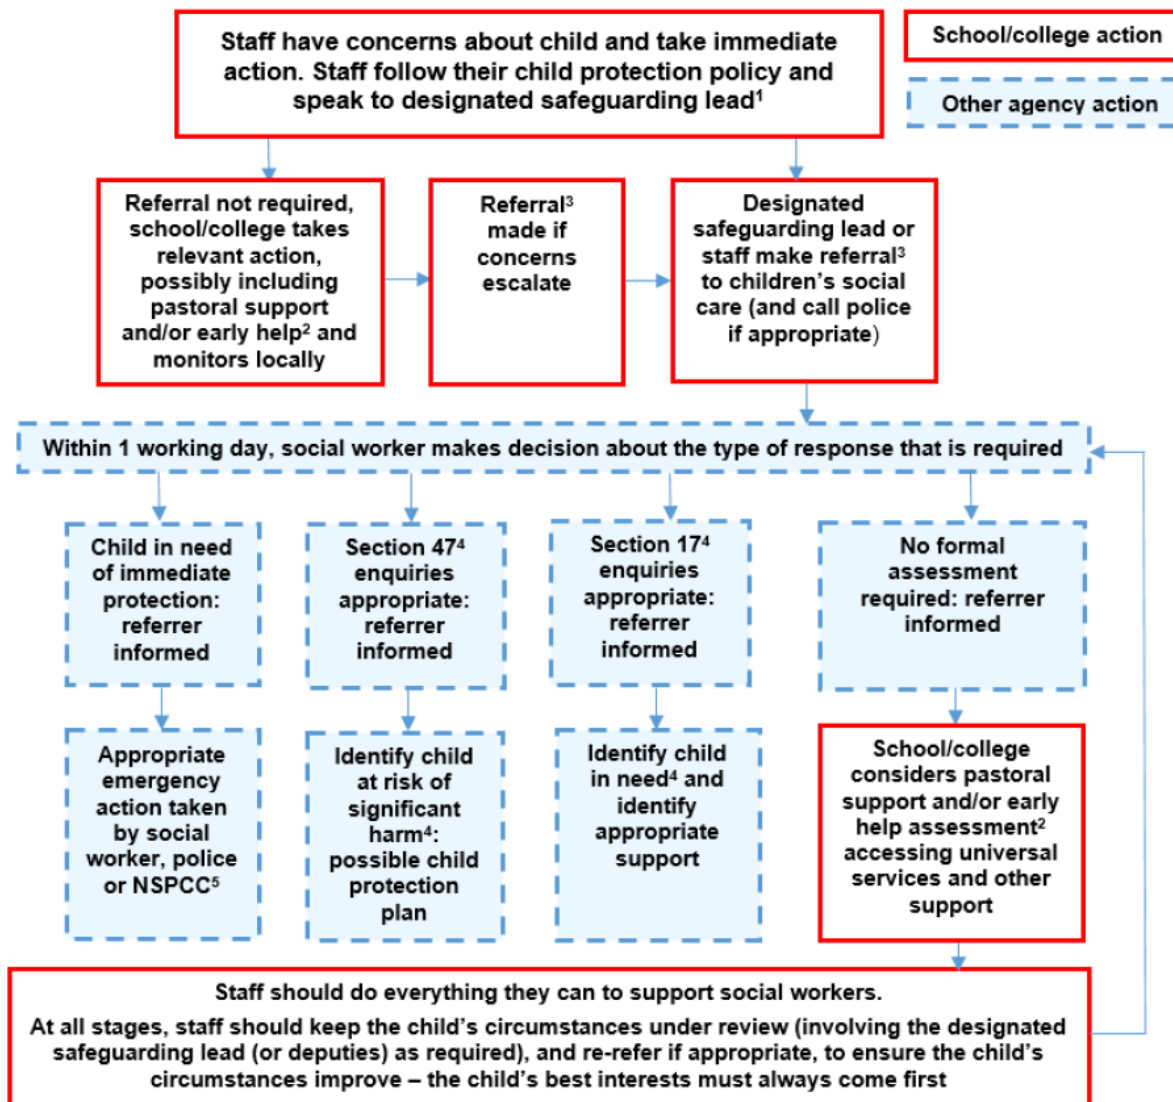 Staff have concerns about child and take immediate
action. Staff follow their child protection policy and
speak to designated safeguarding lead¹
School/college action
Other agency action
Referral not required,
school/college takes
relevant action,
possibly including
pastoral support
and/or early help² and
monitors locally
Referral³
made if
concerns
escalate
Designated
safeguarding lead or
staff make referral³
to children’s social
care (and call police
if appropriate)
Within 1 working day, social worker makes decision about the type of response that is required
Child in need
of immediate
protection:
referrer
informed
Section 47⁴
enquiries
appropriate:
referrer
informed
Section 17⁴
enquiries
appropriate:
referrer
informed
No formal
assessment
required: referrer
informed
Appropriate
emergency
action taken
by social
worker, police
or NSPCC⁵
Identify child
at risk of
significant
harm⁴:
possible child
protection
plan
Identify child
in need⁴ and
identify
appropriate
support
School/college
considers pastoral
support and/or early
help assessment²
accessing universal
services and other
support
Staff should do everything they can to support social workers.
At all stages, staff should keep the child’s circumstances under review (involving the designated
safeguarding lead (or deputies) as required), and re-refer if appropriate, to ensure the child’s
circumstances improve – the child’s best interests must always come first